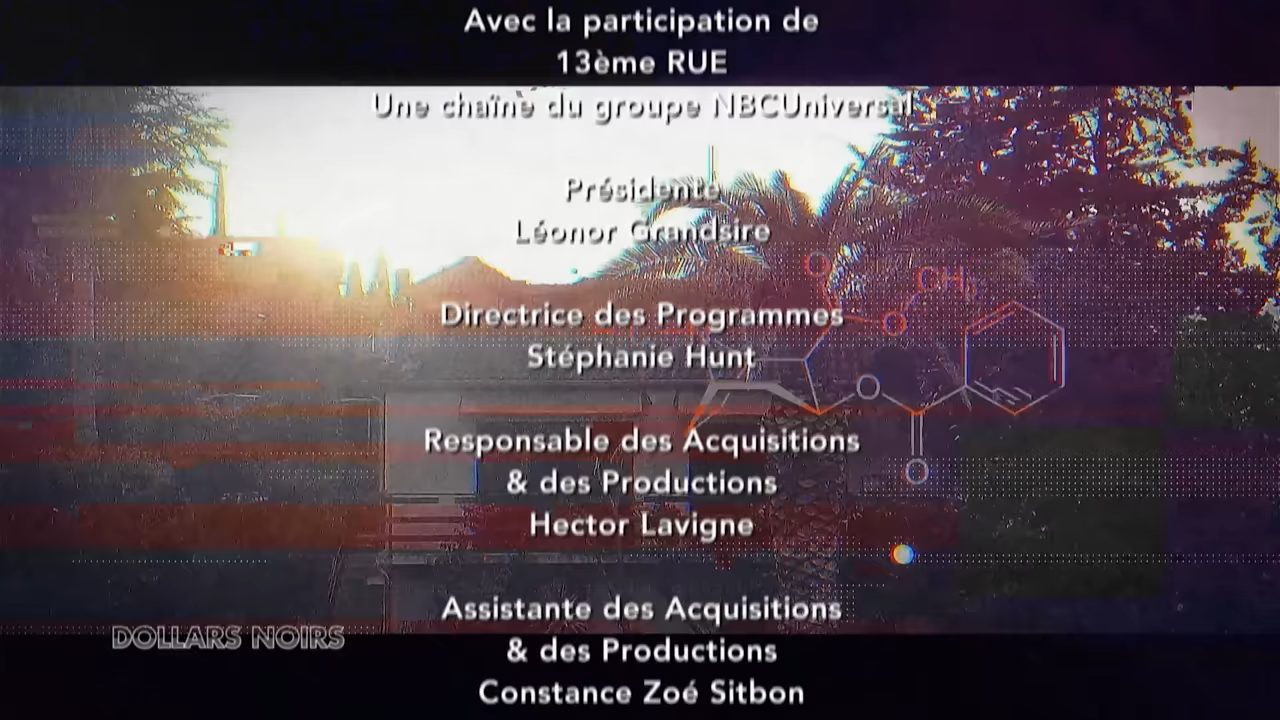 Avec la participation de
13ème RUE
Une chaîne du groupe NBCUniversal
Présidente
Léonor Grandsire
O
CH3
O
Directrice des Programmes
Stéphanie Hunt
O
Responsable des Acquisitions
& des Productions
O
Hector Lavigne
Assistante des Acquisitions
DOLLARS NOIRS
& des Productions
Constance Zoé Sitbon